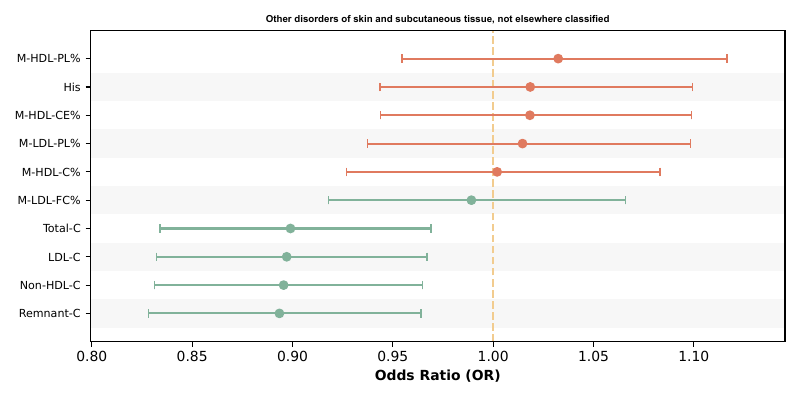 Other disorders of skin and subcutaneous tissue, not elsewhere classified
M-HDL-PL%
His
M-HDL-CE%
M-LDL-PL%
M-HDL-C%
M-LDL-FC%
Total-C
LDL-C
Non-HDL-C
Remnant-C
0.80 0.85 0.90 0.95 1.00 1.05 1.10
Odds Ratio (OR)